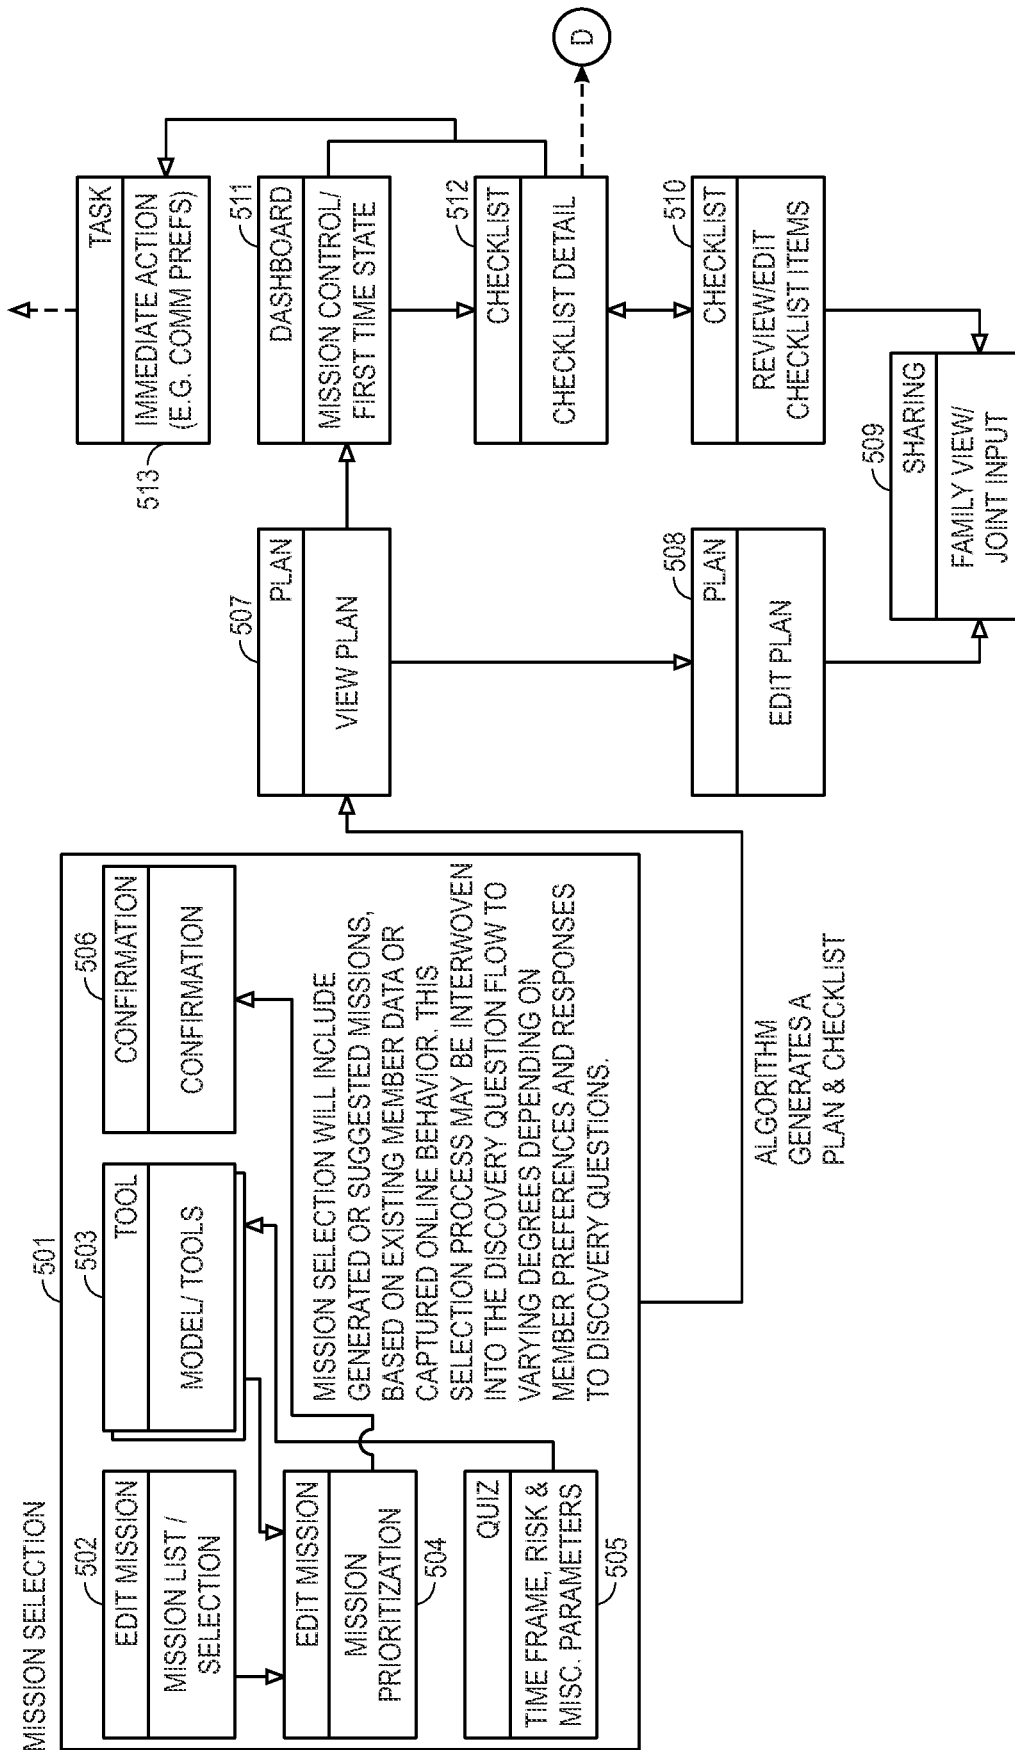 MISSION SELECTION
501
502
EDIT MISSION
MISSION LIST /
SELECTION
503
TOOL
MODEL/ TOOLS
506
CONFIRMATION
CONFIRMATION
EDIT MISSION
MISSION
PRIORITIZATION
504
QUIZ
TIME FRAME, RISK &
MISC. PARAMETERS
505
MISSION SELECTION WILL INCLUDE
GENERATED OR SUGGESTED MISSIONS,
BASED ON EXISTING MEMBER DATA OR
CAPTURED ONLINE BEHAVIOR. THIS
SELECTION PROCESS MAY BE INTERWOVEN
INTO THE DISCOVERY QUESTION FLOW TO
VARYING DEGREES DEPENDING ON
MEMBER PREFERENCES AND RESPONSES
TO DISCOVERY QUESTIONS.
ALGORITHM
GENERATES A
PLAN & CHECKLIST
507
PLAN
VIEW PLAN
508
PLAN
EDIT PLAN
TASK
IMMEDIATE ACTION
(E.G. COMM PREFS)
513
511
DASHBOARD
MISSION CONTROL/
FIRST TIME STATE
512
CHECKLIST
CHECKLIST DETAIL
D
510
CHECKLIST
REVIEW/EDIT
CHECKLIST ITEMS
509
SHARING
FAMILY VIEW/
JOINT INPUT